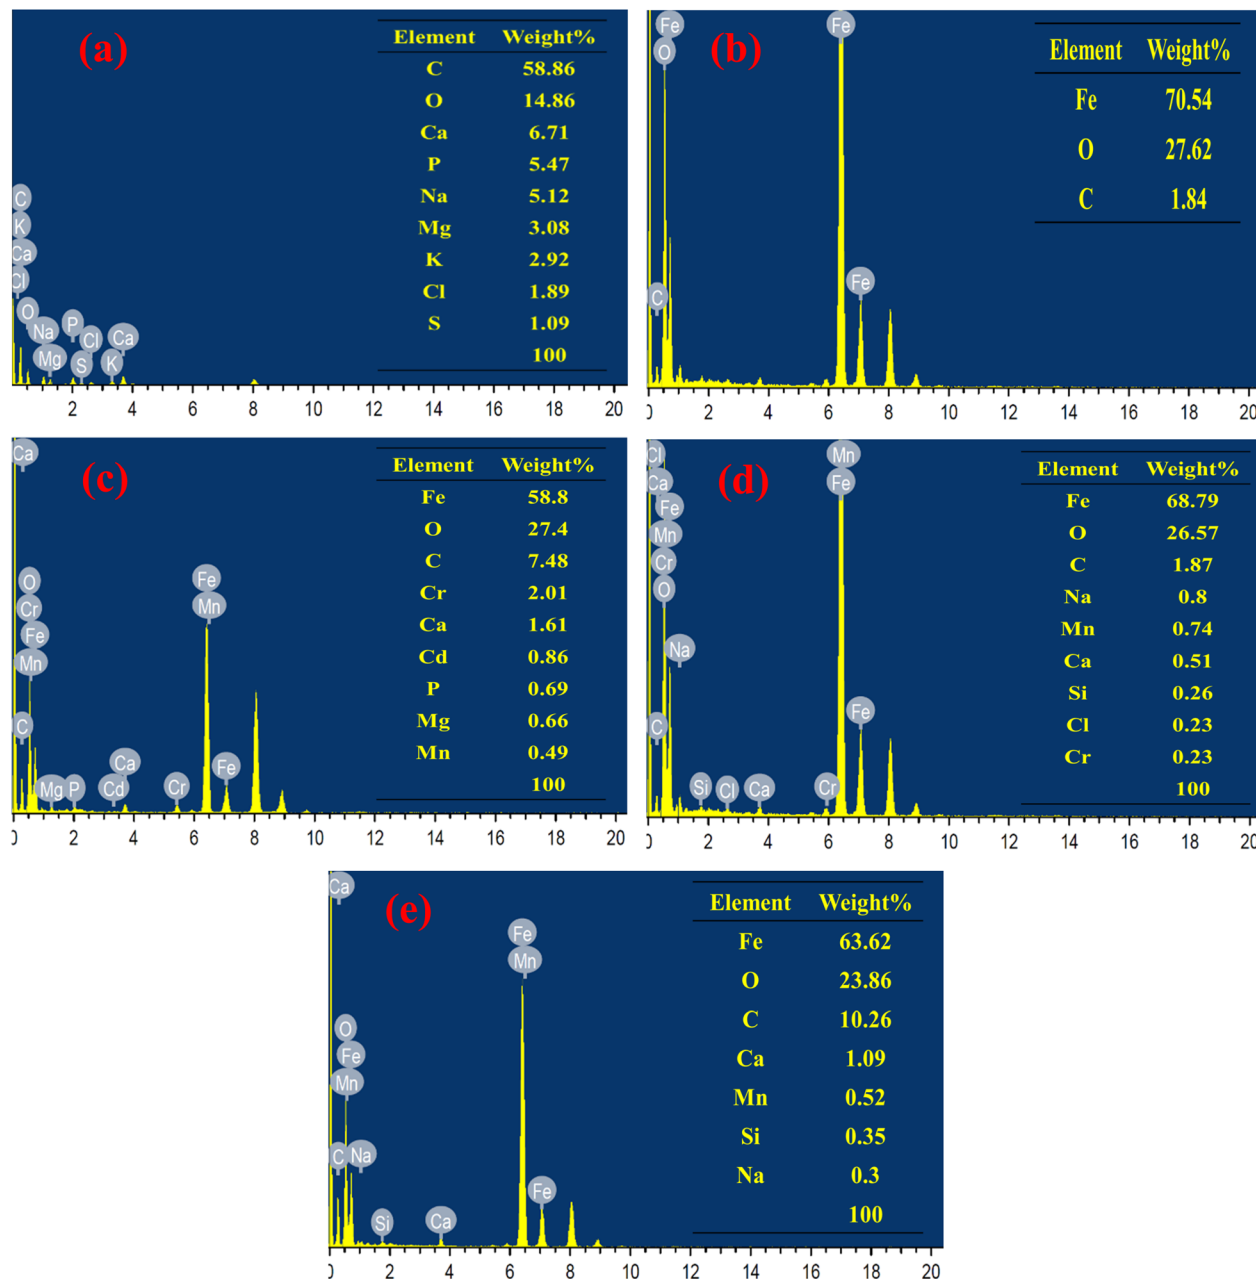 (a)
Element Weight%
C 58.86
O 14.86
Ca 6.71
P 5.47
Na 5.12
Mg 3.08
K 2.92
Cl 1.89
S 1.09
100
C
K
Ca
Cl
O
Na
Mg
P
S
Cl
K
Ca
2 4 6 8 10 12 14 16 18 20
(b)
Element Weight%
Fe 70.54
O 27.62
C 1.84
Fe
O
C
Fe
Fe
0 2 4 6 8 10 12 14 16 18 20
(c)
Element Weight%
Fe 58.8
O 27.4
C 7.48
Cr 2.01
Ca 1.61
Cd 0.86
P 0.69
Mg 0.66
Mn 0.49
100
Ca
O
Cr
Fe
Mn
C
Mg
P
Cd
Ca
Cr
Fe
Mn
Fe
0 2 4 6 8 10 12 14 16 18 20
(d)
Element Weight%
Fe 68.79
O 26.57
C 1.87
Na 0.8
Mn 0.74
Ca 0.51
Si 0.26
Cl 0.23
Cr 0.23
100
Cl
Ca
Fe
Mn
Cr
O
Na
C
Si
Cl
Ca
Cr
Mn
Fe
Fe
0 2 4 6 8 10 12 14 16 18 20
(e)
Element Weight%
Fe 63.62
O 23.86
C 10.26
Ca 1.09
Mn 0.52
Si 0.35
Na 0.3
100
Ca
O
Fe
Mn
C
Na
Si
Ca
Fe
Mn
Fe
0 2 4 6 8 10 12 14 16 18 20